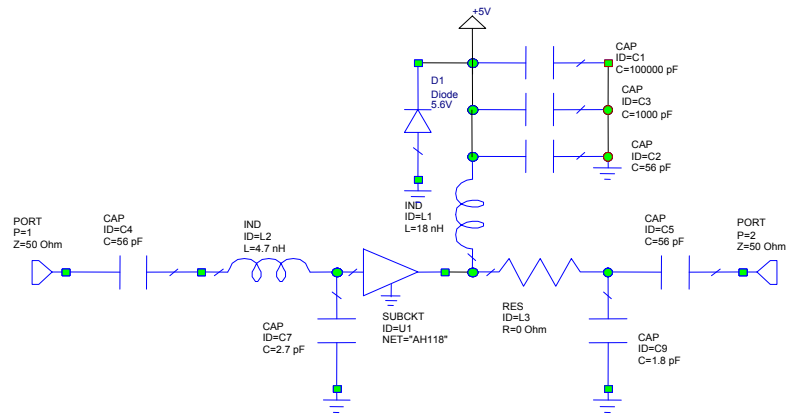 +5V
CAP
ID=C1
C=100000 pF
D1
Diode
5.6V
CAP
ID=C3
C=1000 pF
CAP
ID=C2
C=56 pF
IND
ID=L1
L=18 nH
PORT
P=1
Z=50 Ohm
CAP
ID=C4
C=56 pF
IND
ID=L2
L=4.7 nH
CAP
ID=C5
C=56 pF
PORT
P=2
Z=50 Ohm
CAP
ID=C7
C=2.7 pF
SUBCKT
ID=U1
NET="AH118"
RES
ID=L3
R=0 Ohm
CAP
ID=C9
C=1.8 pF